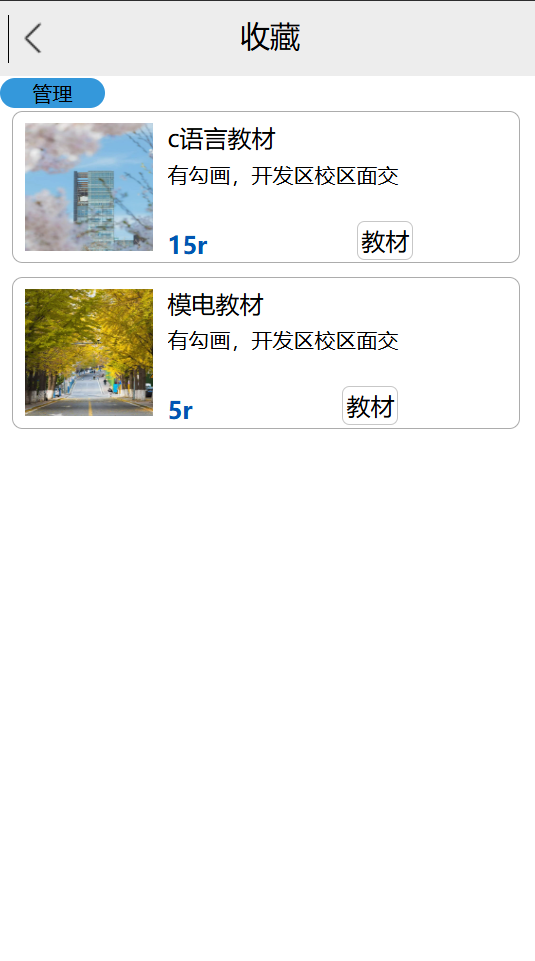 收藏
管理
c语言教材
有勾画，开发区校区面交
15r
教材
模电教材
有勾画，开发区校区面交
5r
教材